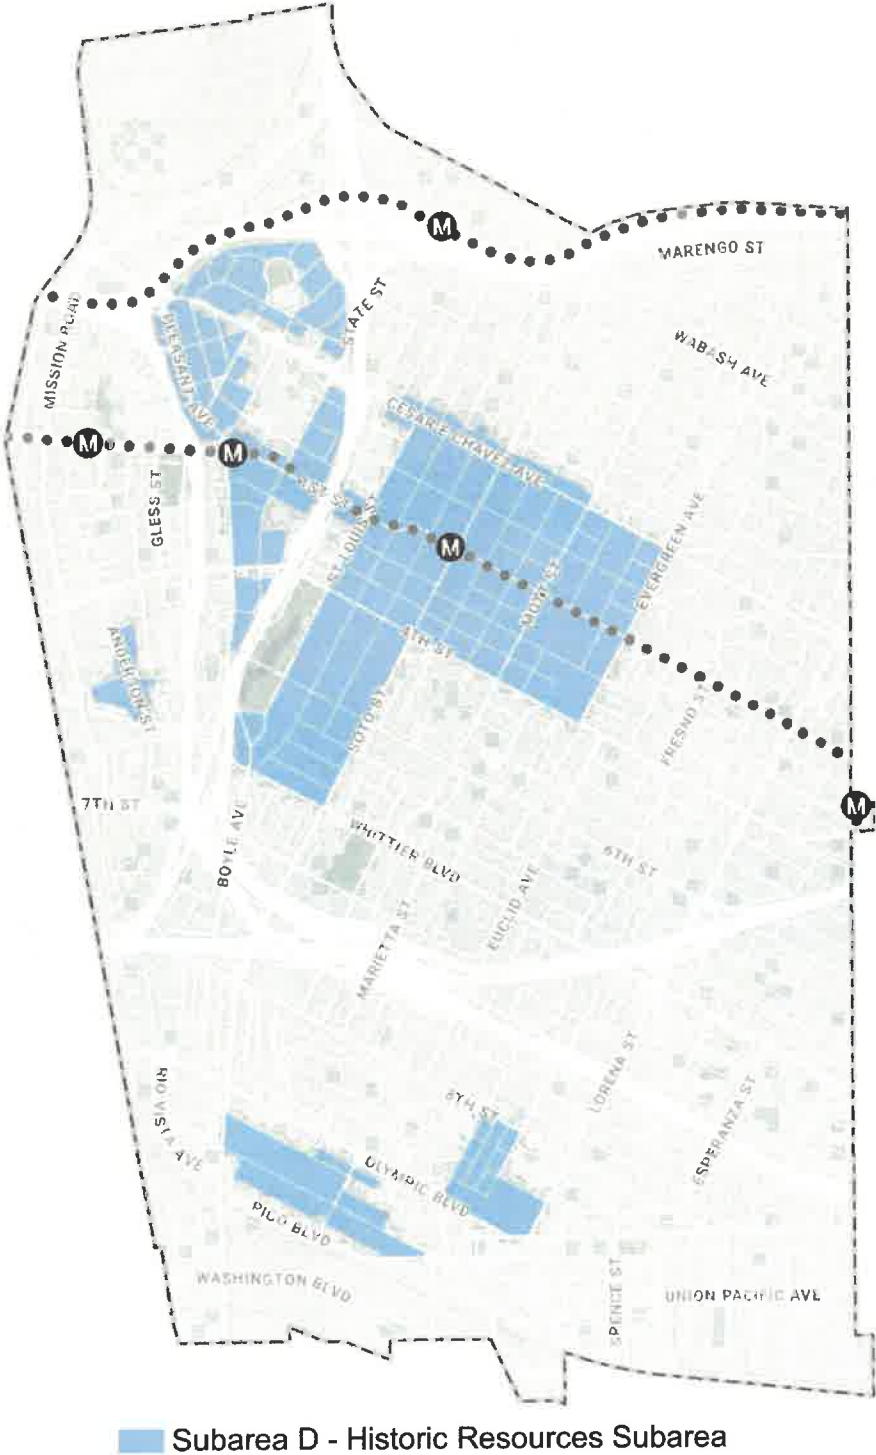 M
MARENGO ST
STATE ST
MISSION ROAD
WABASH AVE
PLEASANT AVE
CESAR E CHAVEZ AVE
M
M
GLESS ST
1ST ST
EVERGREEN AVE
ST LOUIS ST
M
MOTT ST
4TH ST
ANDERSON ST
SOTO ST
FRESNO ST
7TH ST
M
BOYLE AVE
WHITTIER BLVD
6TH ST
EUCLID AVE
MARIETTA ST
LORENA ST
RIO VISTA AVE
8TH ST
ESPERANZA ST
OLYMPIC BLVD
PICO BLVD
WASHINGTON BLVD
SPENCE ST
UNION PACIFIC AVE
Subarea D - Historic Resources Subarea